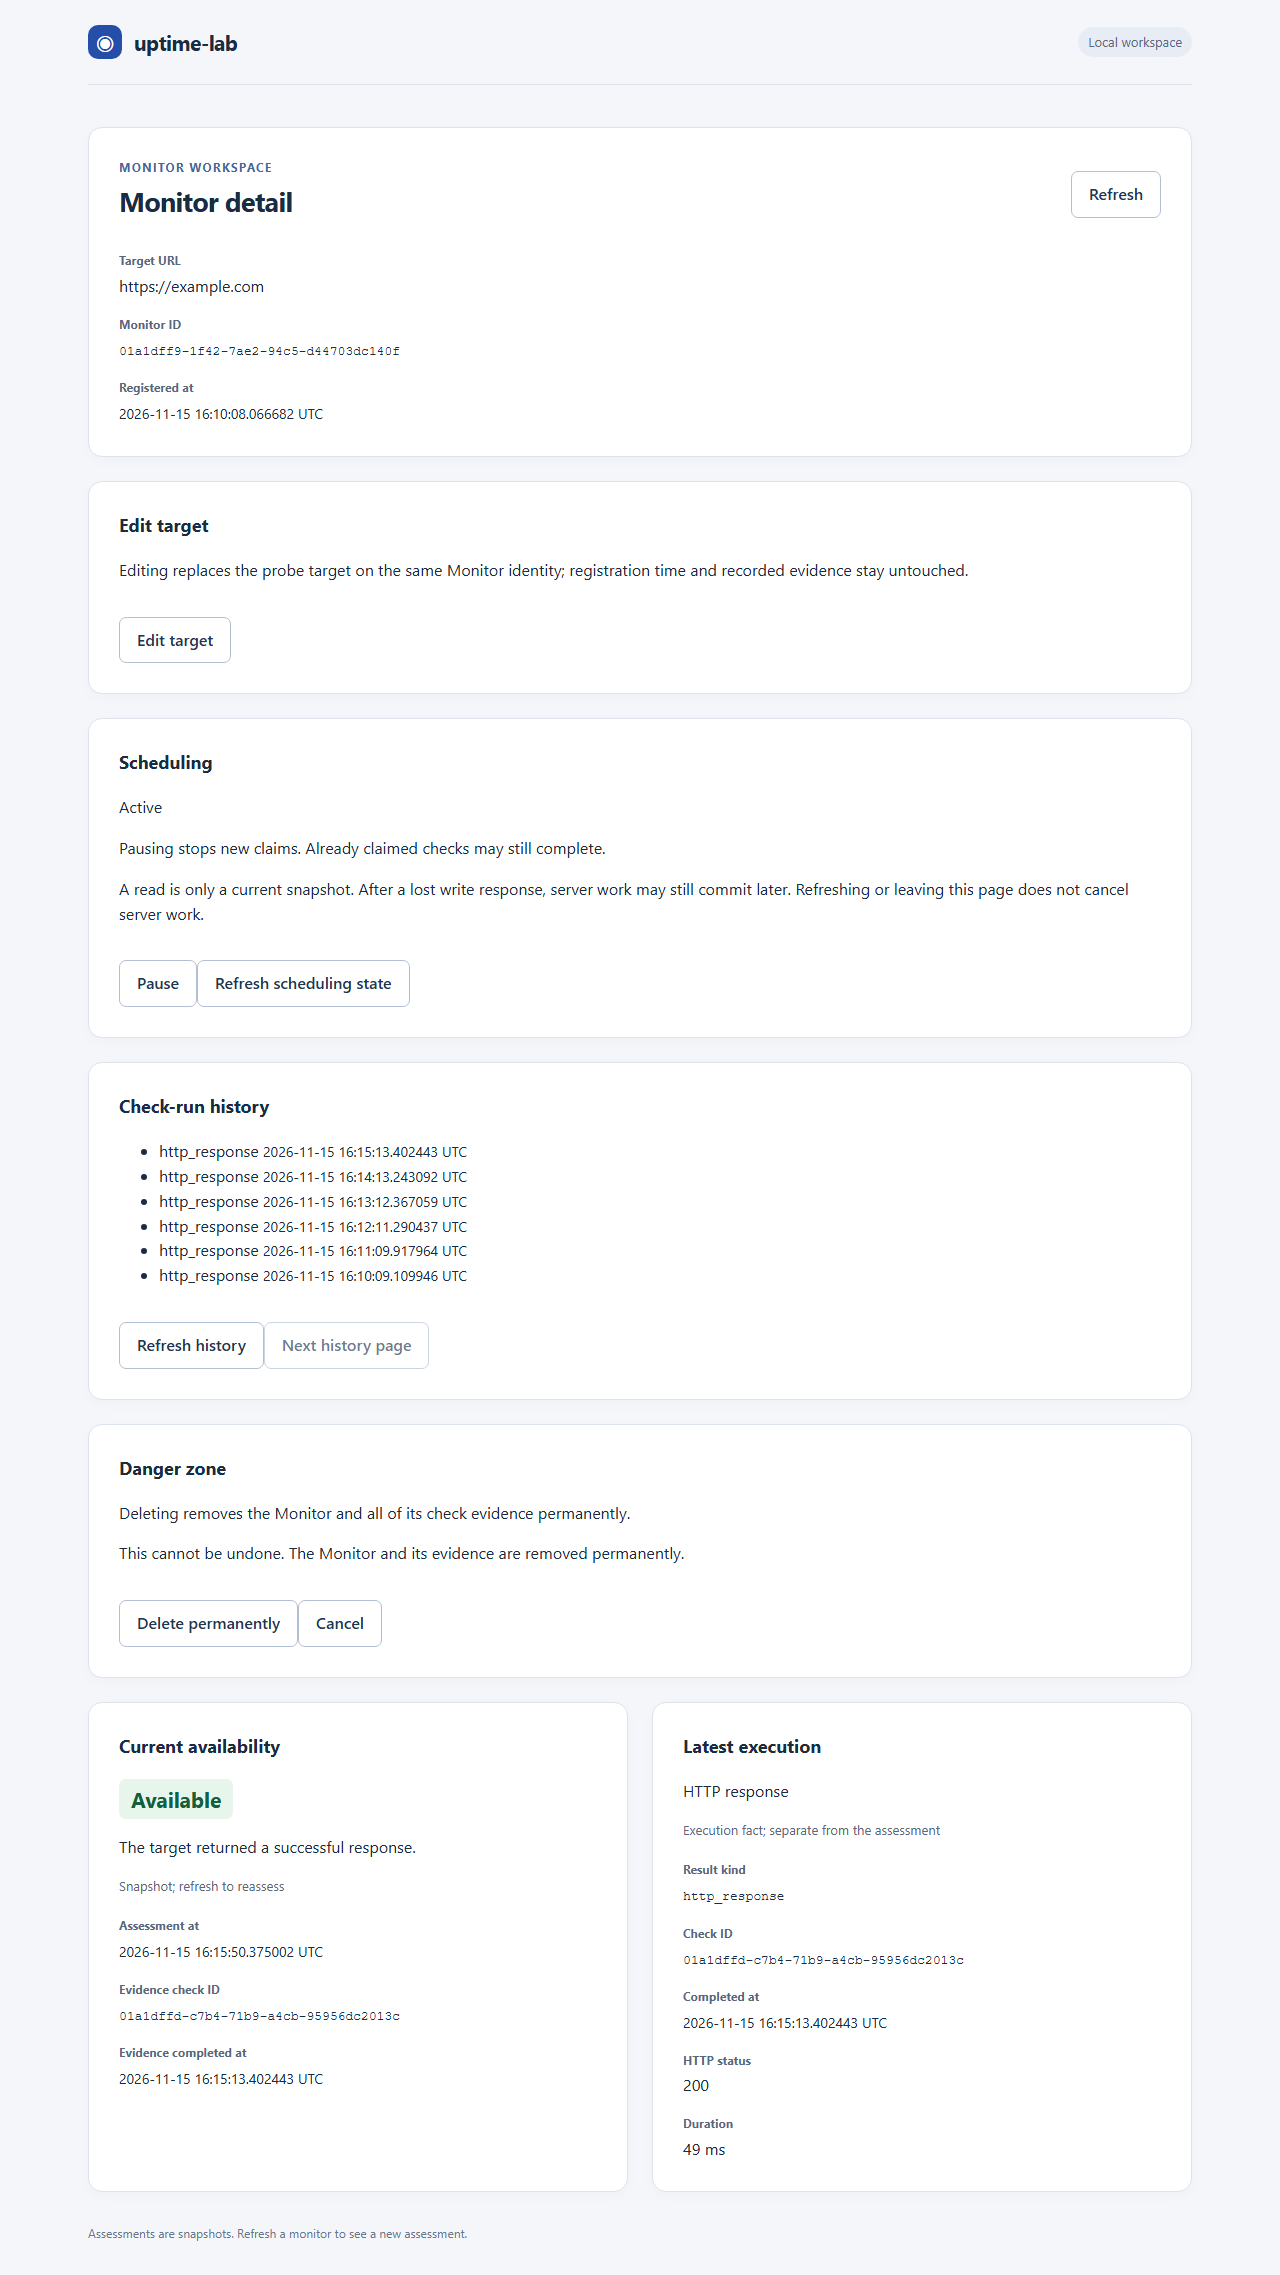 uptime-lab
Local workspace
MONITOR WORKSPACE
Monitor detail
Refresh
Target URL
https://example.com
Monitor ID
01a1dff9-1f42-7ae2-94c5-d44703dc140f
Registered at
2026-11-15 16:10:08.066682 UTC
Edit target
Editing replaces the probe target on the same Monitor identity; registration time and recorded evidence stay untouched.
Edit target
Scheduling
Active
Pausing stops new claims. Already claimed checks may still complete.
A read is only a current snapshot. After a lost write response, server work may still commit later. Refreshing or leaving this page does not cancel
server work.
Pause
Refresh scheduling state
Check-run history
http_response 2026-11-15 16:15:13.402443 UTC
http_response 2026-11-15 16:14:13.243092 UTC
http_response 2026-11-15 16:13:12.367059 UTC
http_response 2026-11-15 16:12:11.290437 UTC
http_response 2026-11-15 16:11:09.917964 UTC
http_response 2026-11-15 16:10:09.109946 UTC
Refresh history
Next history page
Danger zone
Deleting removes the Monitor and all of its check evidence permanently.
This cannot be undone. The Monitor and its evidence are removed permanently.
Delete permanently
Cancel
Current availability
Available
The target returned a successful response.
Snapshot; refresh to reassess
Assessment at
2026-11-15 16:15:50.375002 UTC
Evidence check ID
01a1dffd-c7b4-71b9-a4cb-95956dc2013c
Evidence completed at
2026-11-15 16:15:13.402443 UTC
Latest execution
HTTP response
Execution fact; separate from the assessment
Result kind
http_response
Check ID
01a1dffd-c7b4-71b9-a4cb-95956dc2013c
Completed at
2026-11-15 16:15:13.402443 UTC
HTTP status
200
Duration
49 ms
Assessments are snapshots. Refresh a monitor to see a new assessment.